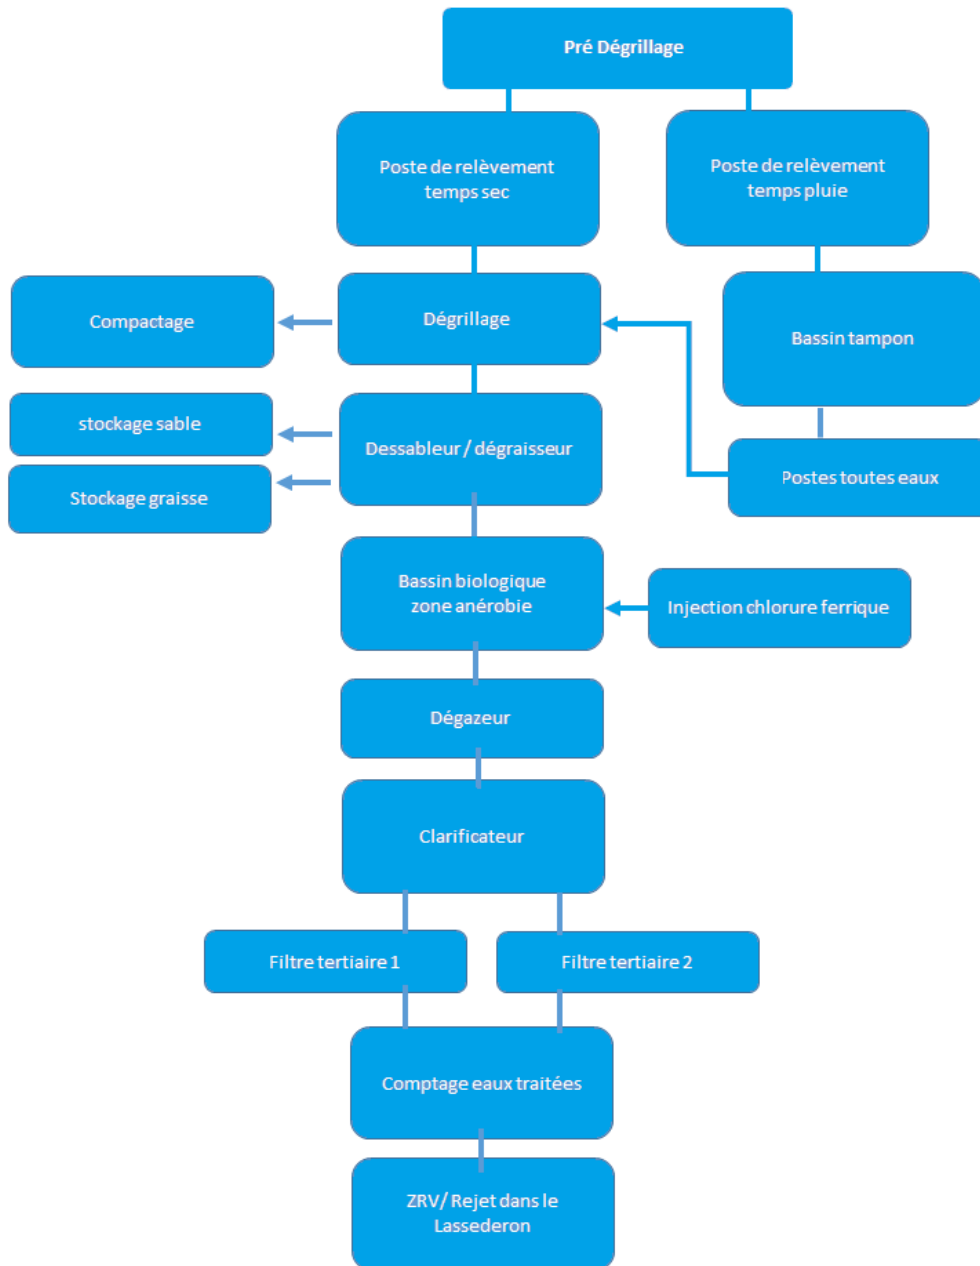 Pré Dégrillage
Poste de relèvement
temps sec
Poste de relèvement
temps pluie
Compactage
Dégrillage
Bassin tampon
stockage sable
Dessableur / dégraisseur
Stockage graisse
Postes toutes eaux
Bassin biologique
zone anérobie
Injection chlorure ferrique
Dégazeur
Clarificateur
Filtre tertiaire 1
Filtre tertiaire 2
Comptage eaux traitées
ZRV/ Rejet dans le
Lassederon